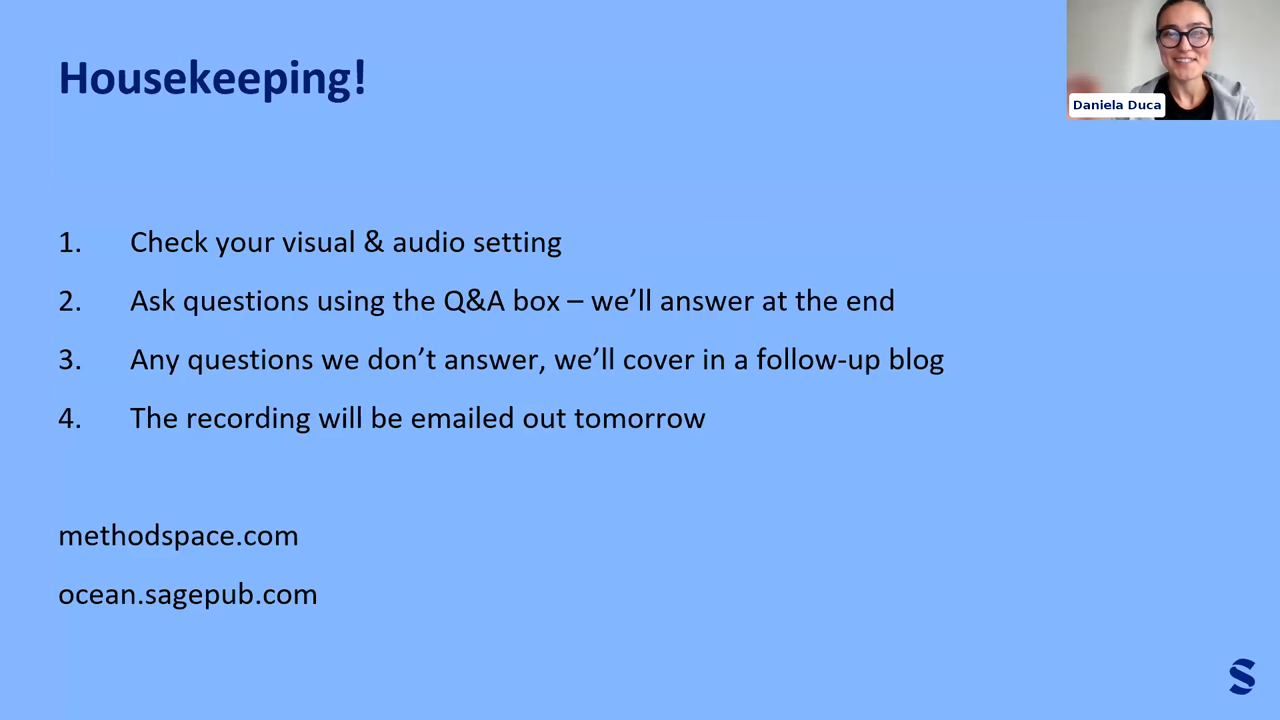 Housekeeping!
Daniela Duca
1. Check your visual & audio setting
2. Ask questions using the Q&A box – we’ll answer at the end
3. Any questions we don’t answer, we’ll cover in a follow-up blog
4. The recording will be emailed out tomorrow
methodspace.com
ocean.sagepub.com
S